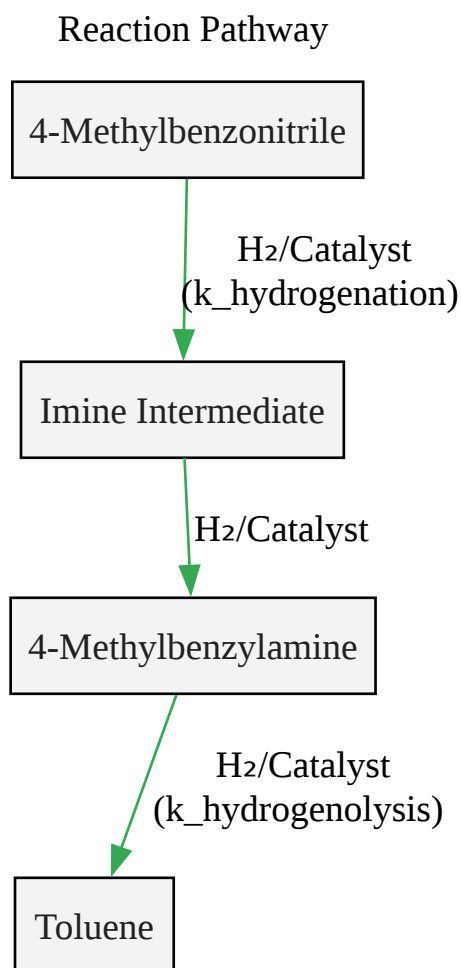 Reaction Pathway
4-Methylbenzonitrile
H₂/Catalyst
(k_hydrogenation)
Imine Intermediate
H₂/Catalyst
4-Methylbenzylamine
H₂/Catalyst
(k_hydrogenolysis)
Toluene